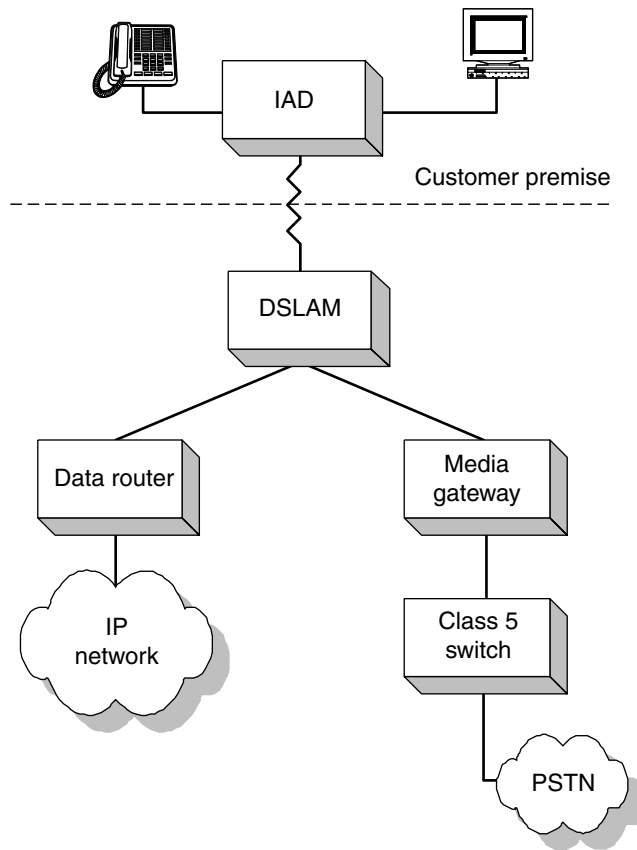 IAD
Customer premise
DSLAM
Data router
Media
gateway
IP
network
Class 5
switch
PSTN